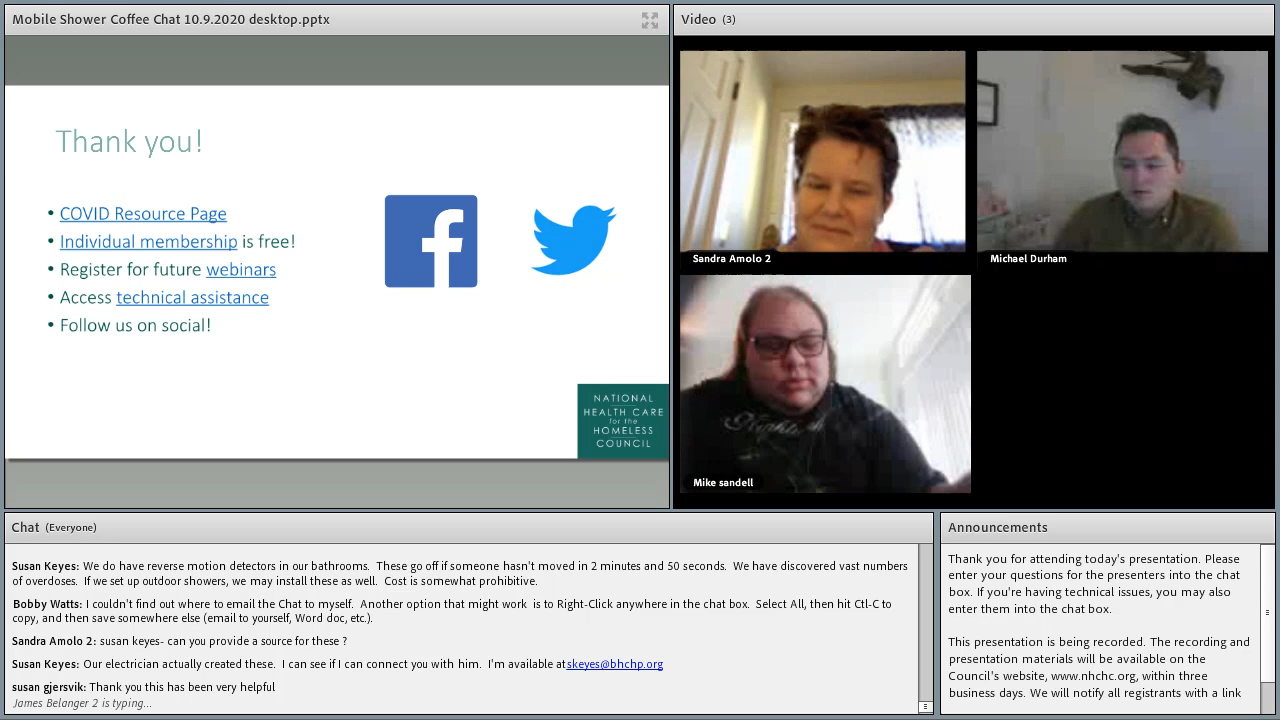 Mobile Shower Coffee Chat 10.9.2020 desktop.pptx
Thank you!
• COVID Resource Page
• Individual membership is free!
• Register for future webinars
• Access technical assistance
• Follow us on social!
NATIONAL
HEALTH CARE
for the
HOMELESS
COUNCIL
Video (3)
Sandra Amolo 2
Michael Durham
Mike sandell
Chat (Everyone)
Susan Keyes: We do have reverse motion detectors in our bathrooms. These go off if someone hasn't moved in 2 minutes and 50 seconds. We have discovered vast numbers
of overdoses. If we set up outdoor showers, we may install these as well. Cost is somewhat prohibitive.
Bobby Watts: I couldn't find out where to email the Chat to myself. Another option that might work is to Right-Click anywhere in the chat box. Select All, then hit Ctl-C to
copy, and then save somewhere else (email to yourself, Word doc, etc.).
Sandra Amolo 2: susan keyes- can you provide a source for these ?
Susan Keyes: Our electrician actually created these. I can see if I can connect you with him. I'm available at skeyes@bhchp.org
susan gjersvik: Thank you this has been very helpful
James Belanger 2 is typing...
Announcements
Thank you for attending today's presentation. Please
enter your questions for the presenters into the chat
box. If you're having technical issues, you may also
enter them into the chat box.
This presentation is being recorded. The recording and
presentation materials will be available on the
Council's website, www.nhchc.org, within three
business days. We will notify all registrants with a link